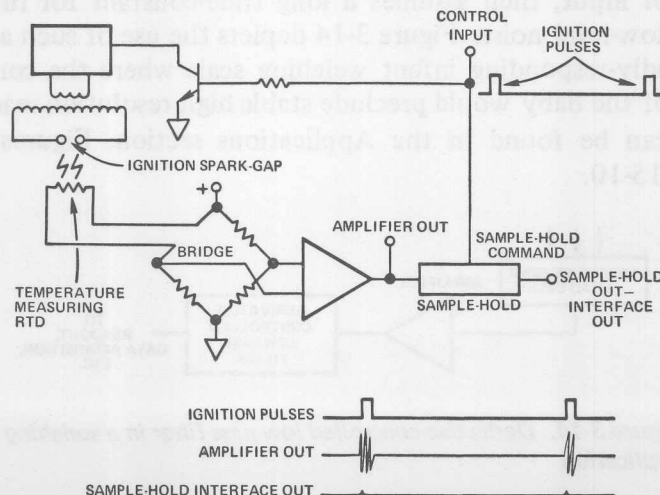 CONTROL
INPUT
IGNITION
PULSES
IGNITION SPARK-GAP
+
BRIDGE
AMPLIFIER OUT
SAMPLE-HOLD
COMMAND
SAMPLE-HOLD
SAMPLE-HOLD
OUT—
INTERFACE
OUT
TEMPERATURE
MEASURING
RTD
IGNITION PULSES
AMPLIFIER OUT
SAMPLE-HOLD INTERFACE OUT